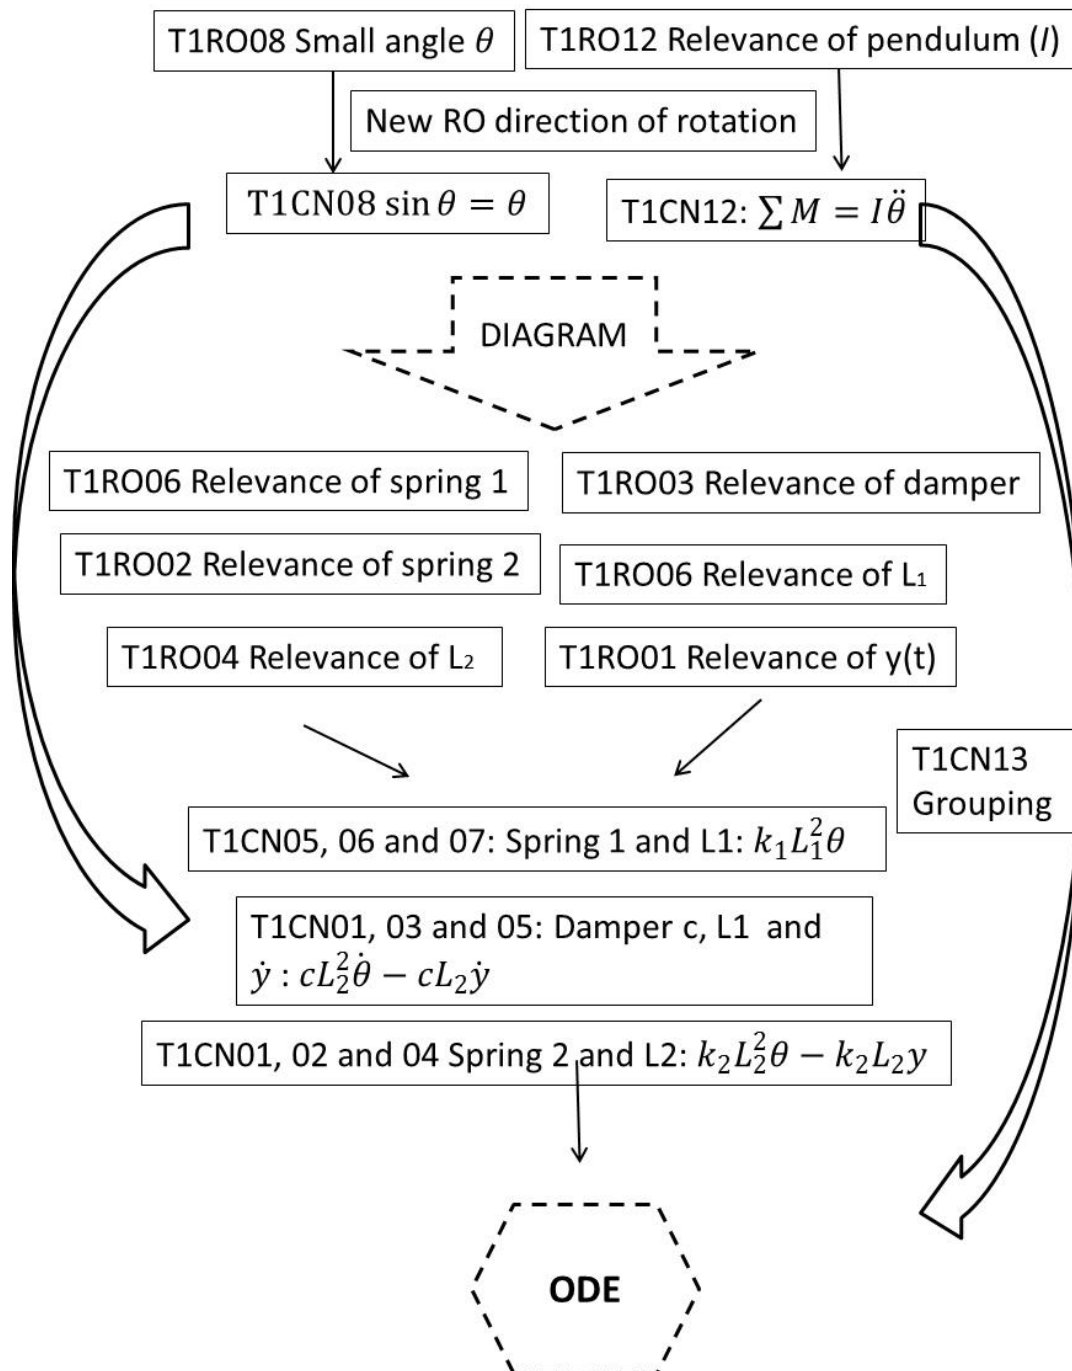 T1RO08 Small angle θ
T1RO12 Relevance of pendulum (I)
New RO direction of rotation
T1CN08 sin θ = θ
T1CN12: ∑ M = Iθ̈
DIAGRAM
T1RO06 Relevance of spring 1
T1RO03 Relevance of damper
T1RO02 Relevance of spring 2
T1RO06 Relevance of L₁
T1RO04 Relevance of L₂
T1RO01 Relevance of y(t)
T1CN13
Grouping
T1CN05, 06 and 07: Spring 1 and L1: k₁L₁²θ
T1CN01, 03 and 05: Damper c, L1 and
ẏ : cL₂²θ̇ − cL₂ẏ
T1CN01, 02 and 04 Spring 2 and L2: k₂L₂²θ − k₂L₂y
ODE